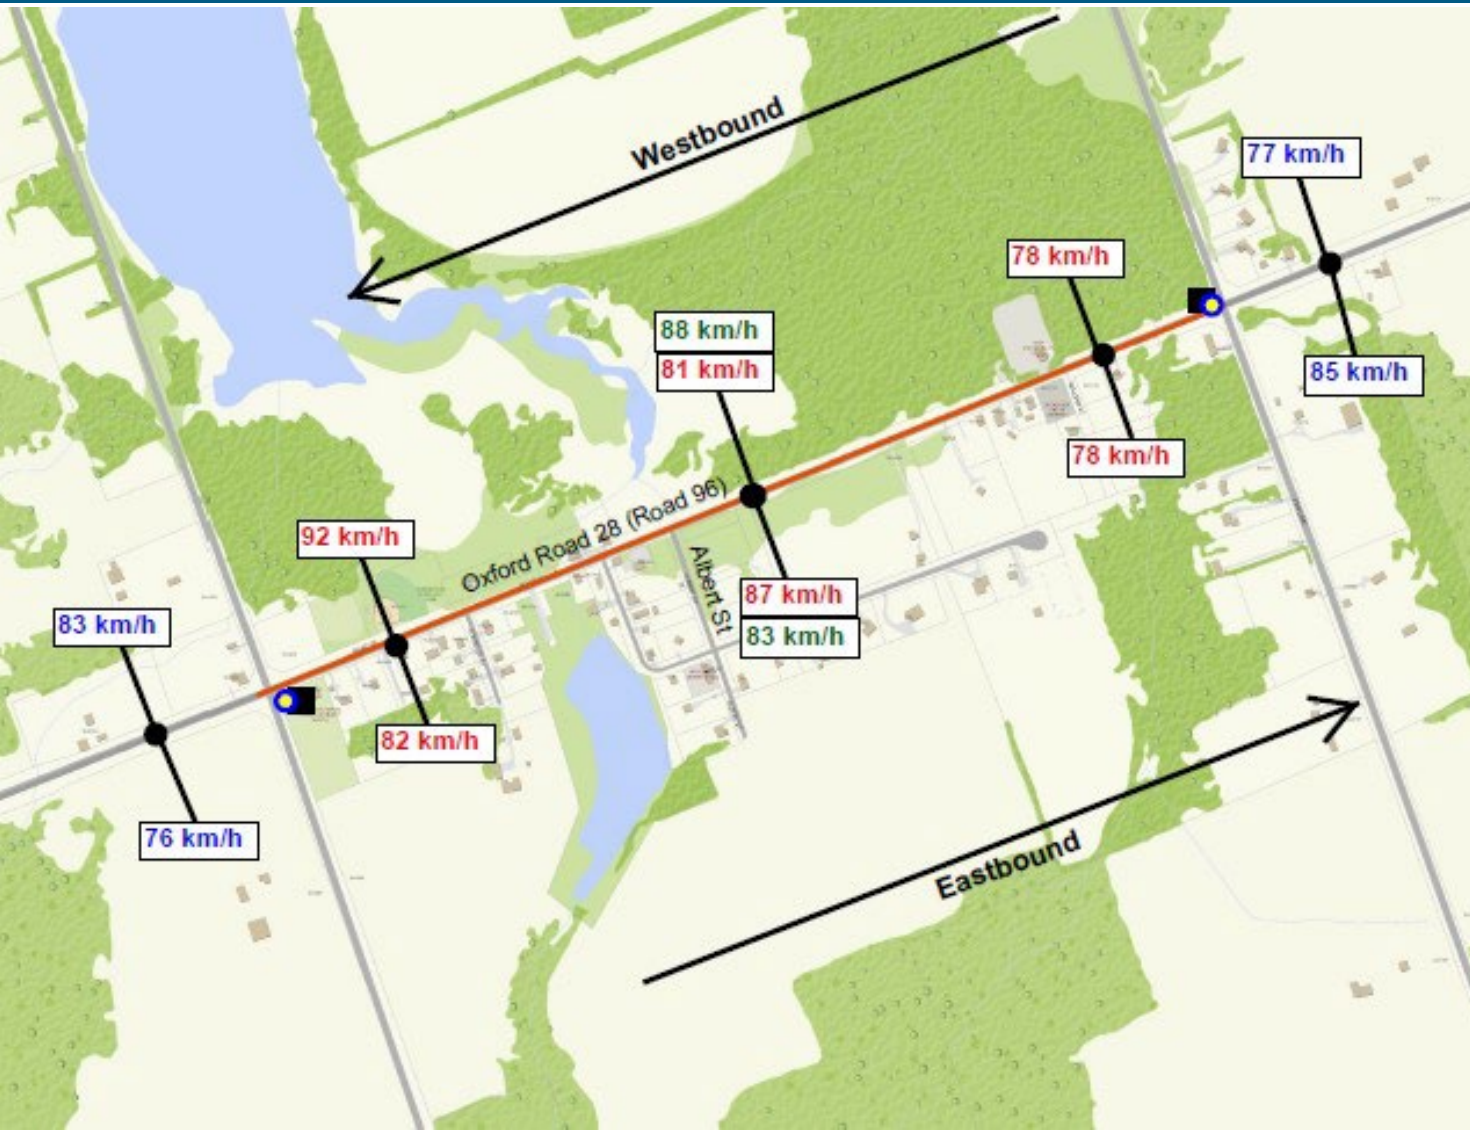 Westbound
77 km/h
78 km/h
88 km/h
81 km/h
85 km/h
78 km/h
Oxford Road 28 (Road 96)
92 km/h
Albert St
87 km/h
83 km/h
83 km/h
82 km/h
76 km/h
Eastbound